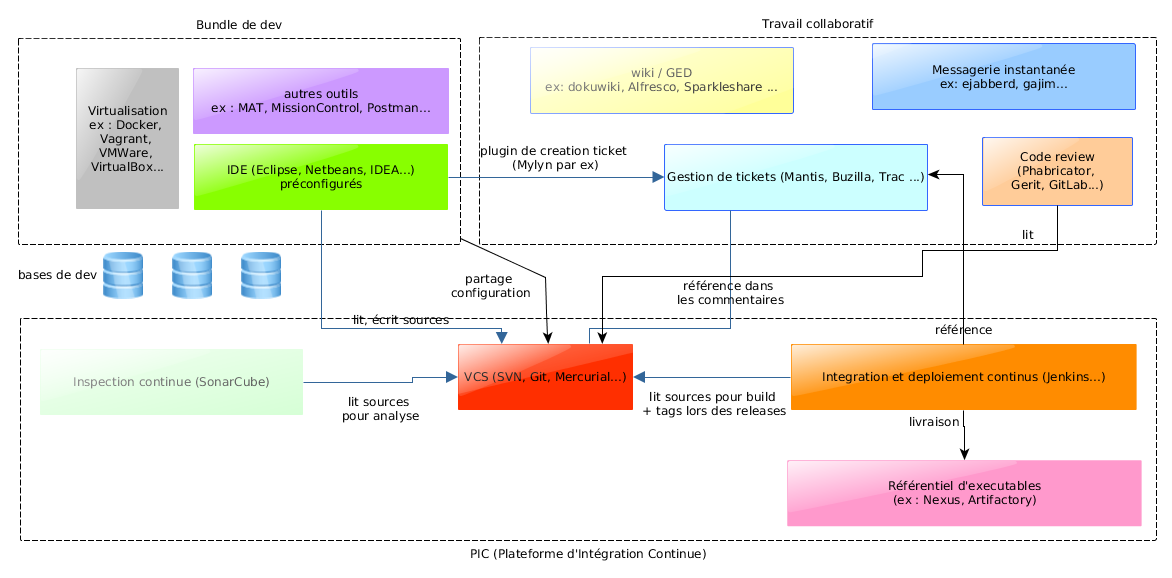 Bundle de dev
Travail collaboratif
Virtualisation
ex : Docker,
Vagrant,
VMWare,
VirtualBox...
autres outils
ex : MAT, MissionControl, Postman...
IDE (Eclipse, Netbeans, IDEA...)
préconfigurés
wiki / GED
ex: dokuwiki, Alfresco, Sparkleshare ...
Messagerie instantanée
ex: ejabberd, gajim...
plugin de creation ticket
(Mylyn par ex)
Gestion de tickets (Mantis, Buzilla, Trac ...)
Code review
(Phabricator,
Gerit, GitLab...)
lit
bases de dev
partage
configuration
référence dans
les commentaires
lit, écrit sources
référence
Inspection continue (SonarCube)
lit sources
pour analyse
VCS (SVN, Git, Mercurial...)
lit sources pour build
+ tags lors des releases
Integration et deploiement continus (Jenkins...)
livraison
Référentiel d'executables
(ex : Nexus, Artifactory)
PIC (Plateforme d'Intégration Continue)